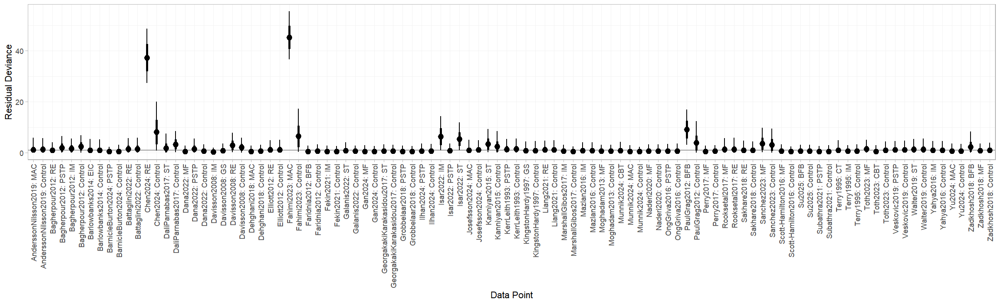 Residual Deviance
40
20
0
AnderssonNilsson2019: MAC
AnderssonNilsson2019: Control
Bagherpour2012: RE
Bagherpour2012: PSTP
Bagherpour2012: IM
Bagherpour2012: Control
Barlowbanks2014: EIC
Barlowbanks2014: Control
BarnicleBurton2024: PSTP
BarnicleBurton2024: Control
Battaglini2022: RE
Battaglini2022: Control
Chen2024: RE
Chen2024: Control
DaliParnabas2017: ST
DaliParnabas2017: Control
Dana2022: MF
Dana2022: PSTP
Dana2022: Control
Davisson2008: IM
Davisson2008: GS
Davisson2008: RE
Davisson2008: Control
Dehghani2018: MAC
Dehghani2018: Control
Elliott2012: RE
Elliott2012: Control
Fahimi2023: MAC
Fahimi2023: Control
Faridnia2012: BFB
Faridnia2012: Control
Fekin2021: IM
Fekin2021: Control
Galanis2022: ST
Galanis2022: Control
Gan2024: MF
Gan2024: Control
GeorgakakiKarakasidou2017: ST
GeorgakakiKarakasidou2017: Control
Grobbelaar2018: PSTP
Grobbelaar2018: Control
Ilhan2024: PSTP
Ilhan2024: Control
Isar2022: IM
Isar2022: PSTP
Isar2022: ST
Josefsson2024: MAC
Josefsson2024: Control
Kanniyan2015: ST
Kanniyan2015: Control
KerrLeith1993: PSTP
KerrLeith1993: Control
KingstonHardy1997: GS
KingstonHardy1997: Control
Liang2021: RE
Liang2021: Control
MarshallGibos2017: IM
MarshallGibos2017: Control
Mazlan2016: IM
Mazlan2016: Control
Moghadam2013: MF
Moghadam2013: Control
Munnik2024: CBT
Munnik2024: MAC
Munnik2024: Control
Naderi2020: MF
Naderi2020: Control
OngGriva2016: PSTP
OngGriva2016: Control
PaulGrag2012: BFB
PaulGrag2012: Control
Perry2017: MF
Perry2017: Control
Rooksetal2017: MF
Rooksetal2017: RE
Sakhare2018: RE
Sakhare2018: Control
Sanchez2023: MF
Sanchez2023: Control
Scott-Hamilton2016: MF
Scott-Hamilton2016: Control
Su2025: BFB
Su2025: Control
Subathra2021: PSTP
Subathra2021: Control
Terry1995: CT
Terry1995: IM
Terry1995: Control
Toth2023: MF
Toth2023: CBT
Toth2023: Control
Veskovic2019: PSTP
Veskovic2019: Control
Walter2019: ST
Walter2019: Control
Yahya2016: IM
Yahya2016: Control
Yu2024: MAC
Yu2024: Control
Zadkhosh2018: BFB
Zadkhosh2018: MF
Zadkhosh2018: Control
Data Point